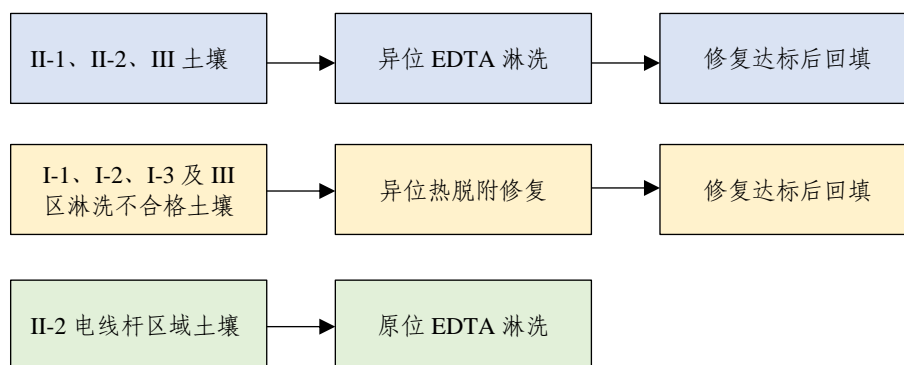 II-1、II-2、III 土壤
异位 EDTA 淋洗
修复达标后回填
I-1、I-2、I-3 及 III
区淋洗不合格土壤
异位热脱附修复
修复达标后回填
II-2 电线杆区域土壤
原位 EDTA 淋洗